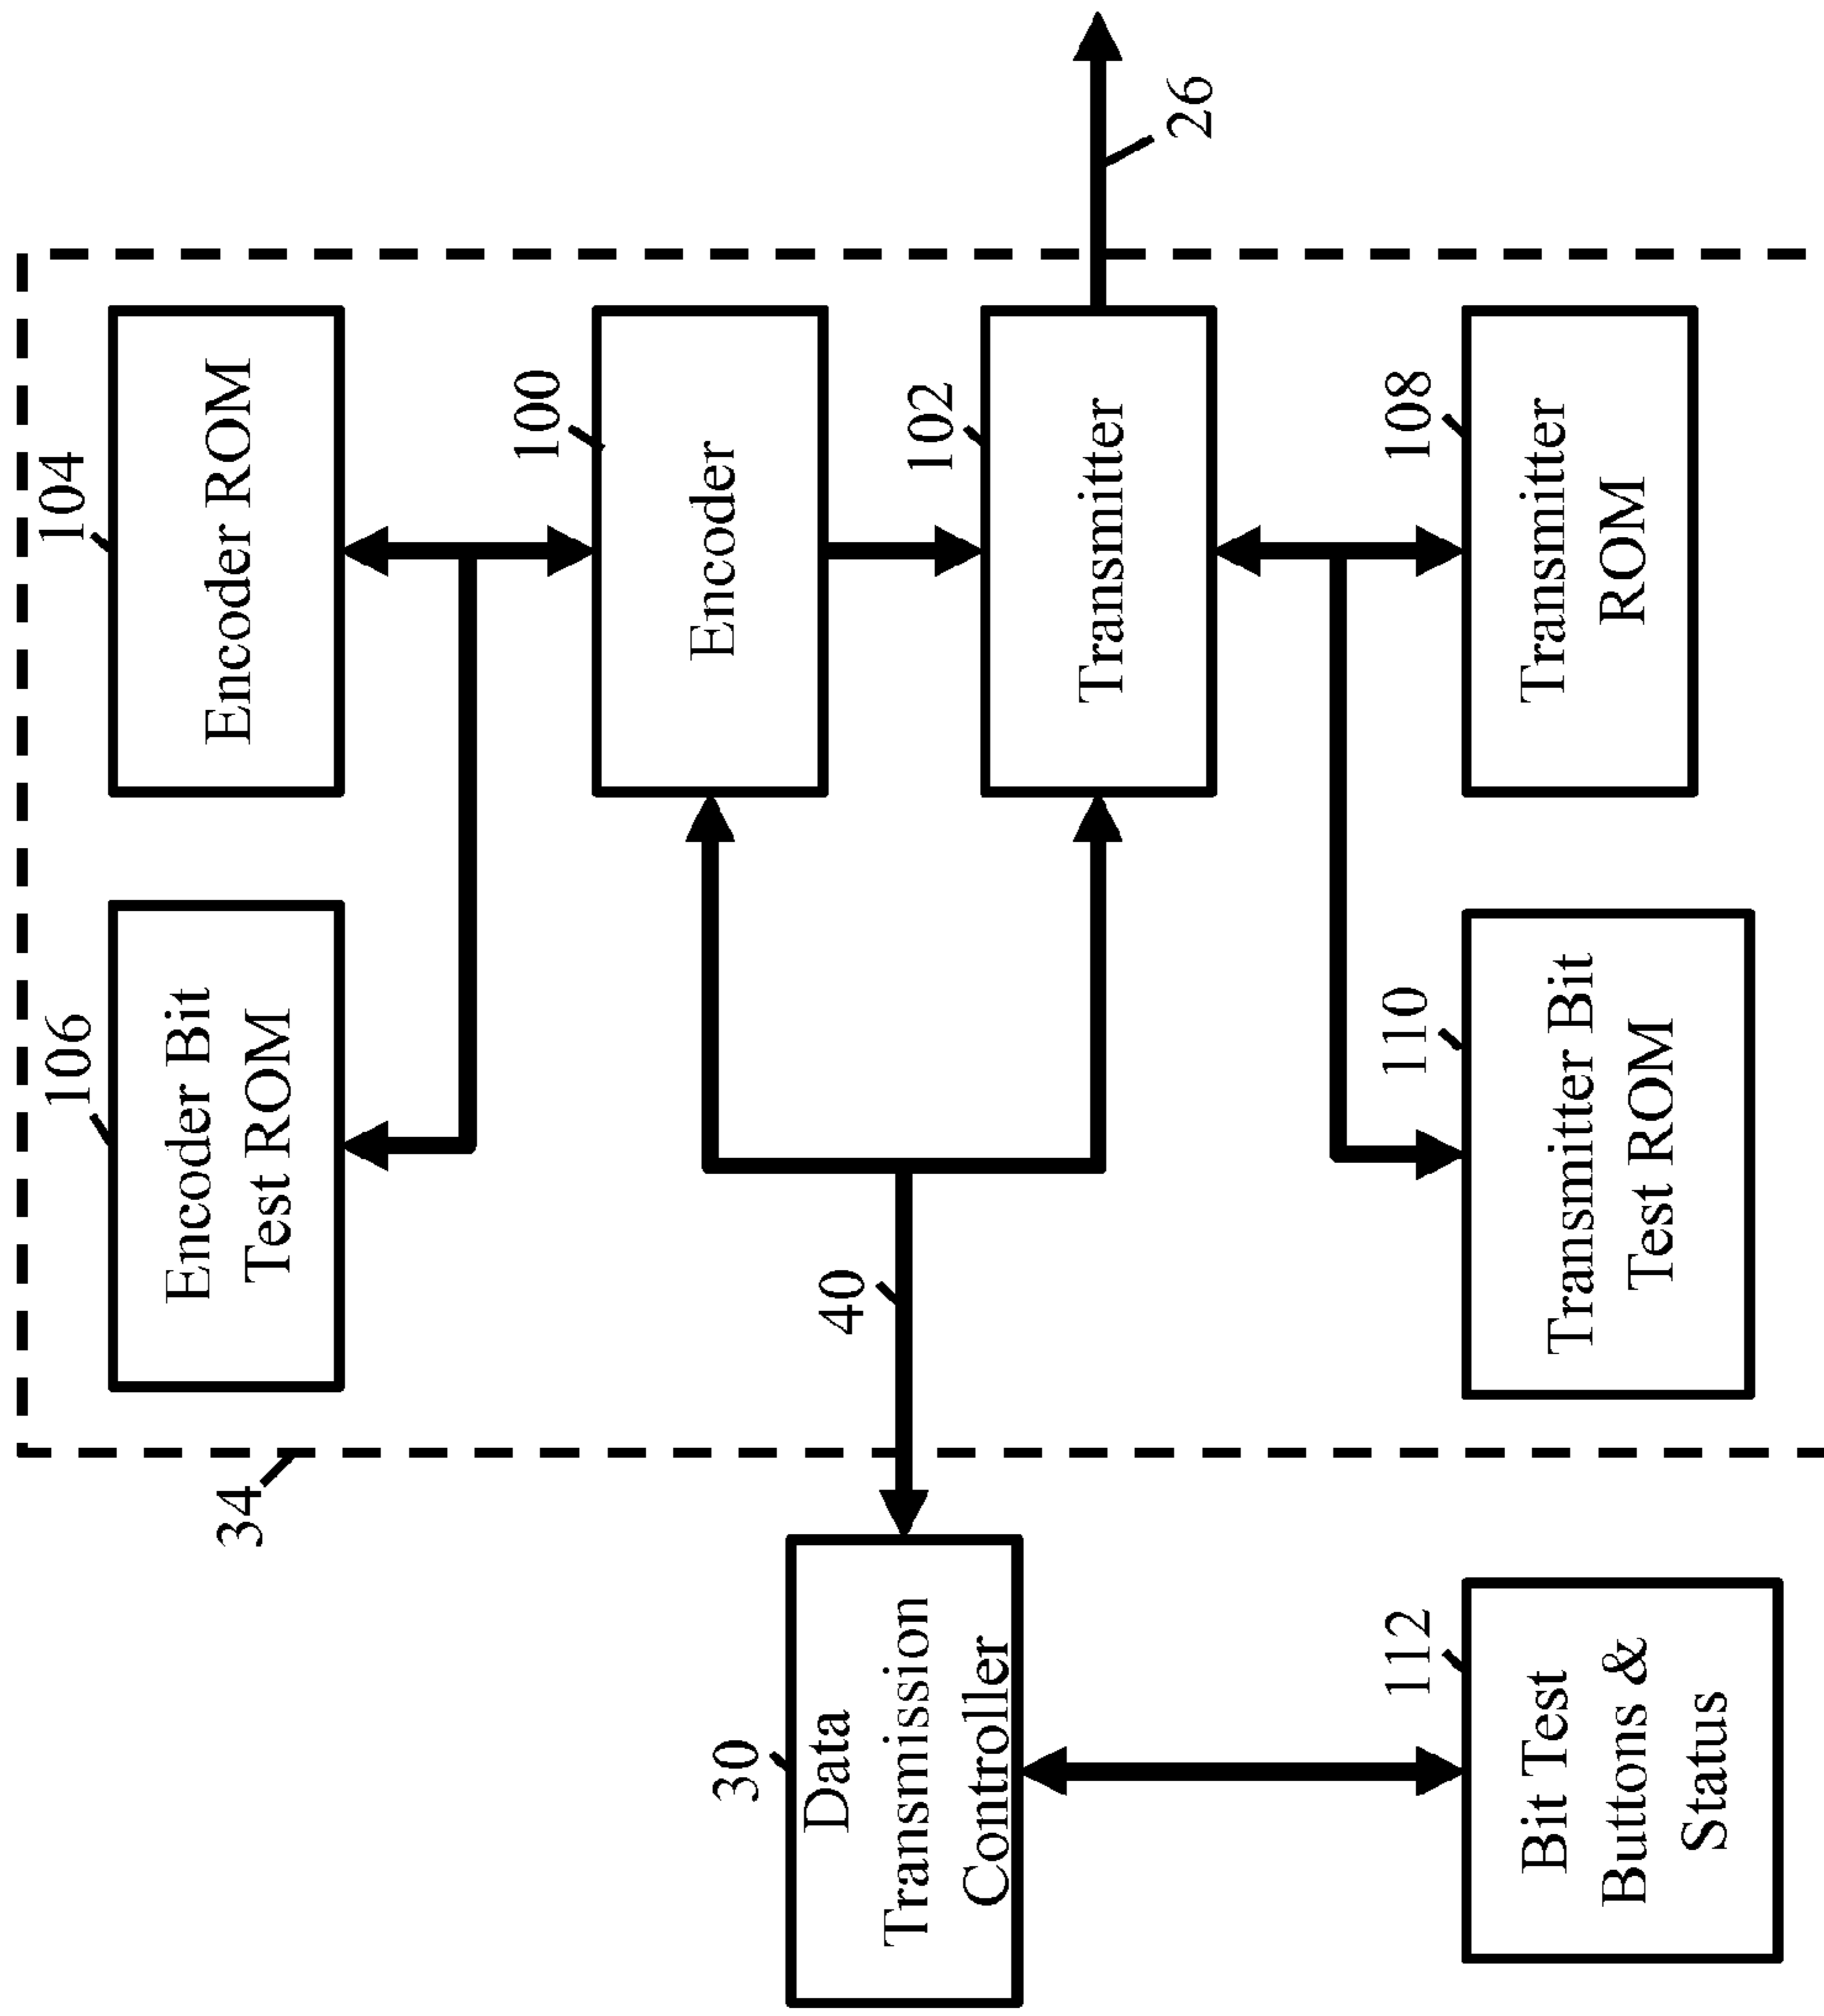 104
Encoder ROM
106
Encoder Bit
Test ROM
34
100
Encoder
102
Transmitter
26
40
30
Data
Transmission
Controller
108
Transmitter
ROM
110
Transmitter Bit
Test ROM
112
Bit Test
Buttons &
Status